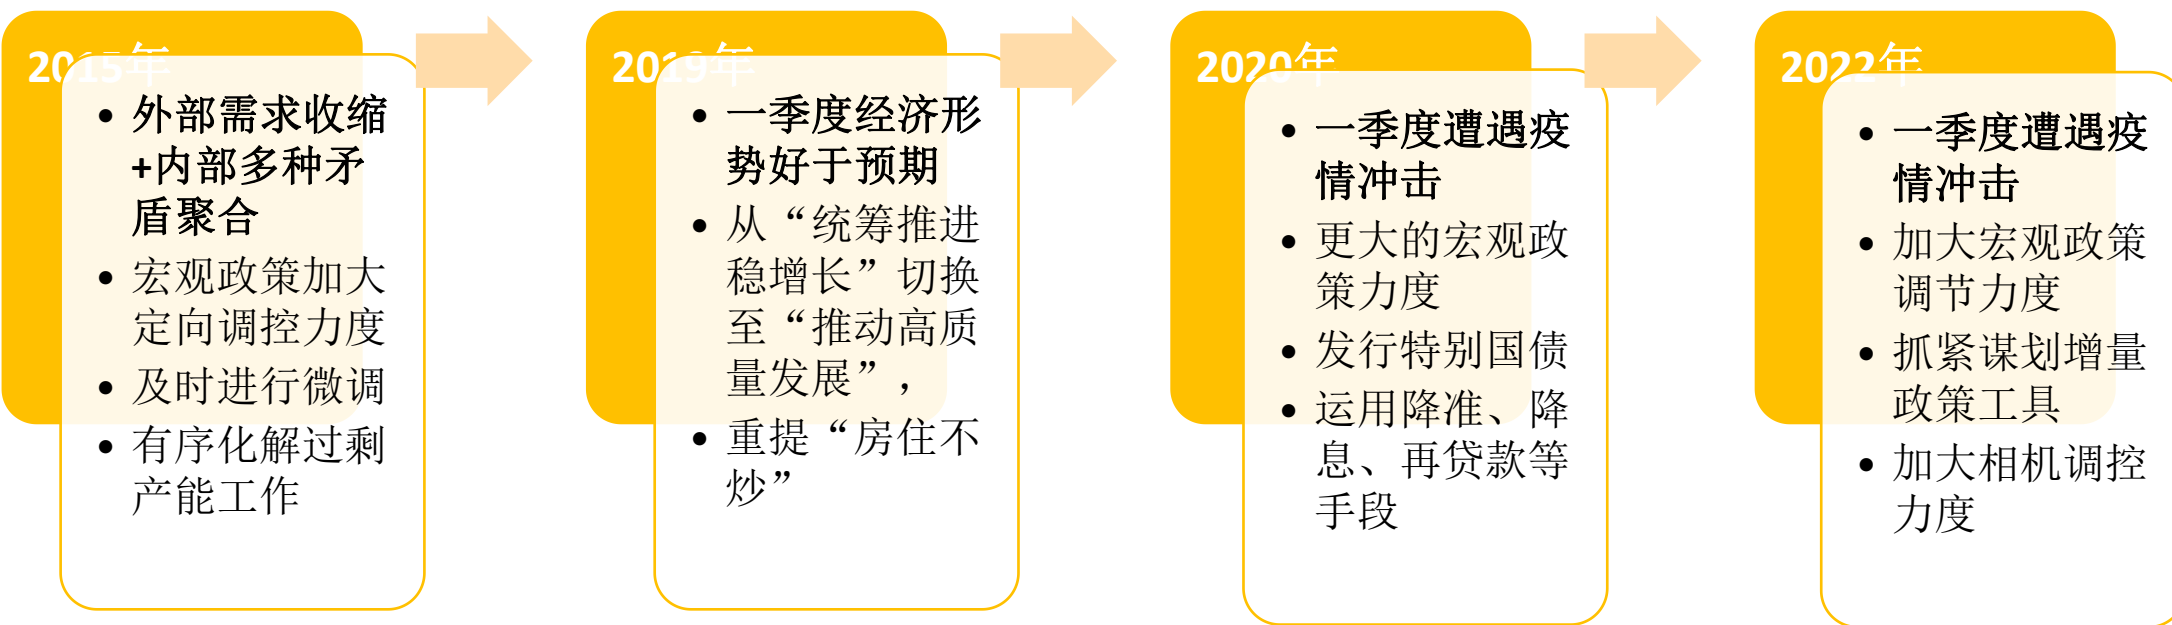 2015年
• 外部需求收缩
+内部多种矛
盾聚合
• 宏观政策加大
定向调控力度
• 及时进行微调
• 有序化解过剩
产能工作
2019年
• 一季度经济形
势好于预期
• 从“统筹推进
稳增长”切换
至“推动高质
量发展”，
• 重提“房住不
炒”
2020年
• 一季度遭遇疫
情冲击
• 更大的宏观政
策力度
• 发行特别国债
• 运用降准、降
息、再贷款等
手段
2022年
• 一季度遭遇疫
情冲击
• 加大宏观政策
调节力度
• 抓紧谋划增量
政策工具
• 加大相机调控
力度